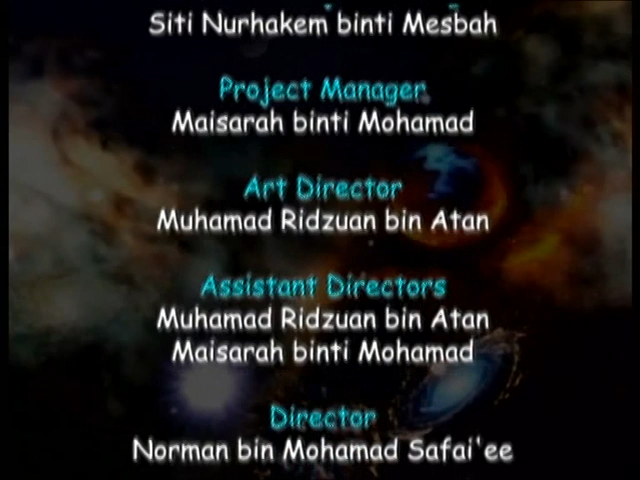 Siti Nurhakem binti Mesbah
Project Manager
Maisarah binti Mohamad
Art Director
Muhamad Ridzuan bin Atan
Assistant Directors
Muhamad Ridzuan bin Atan
Maisarah binti Mohamad
Director
Norman bin Mohamad Safai'ee